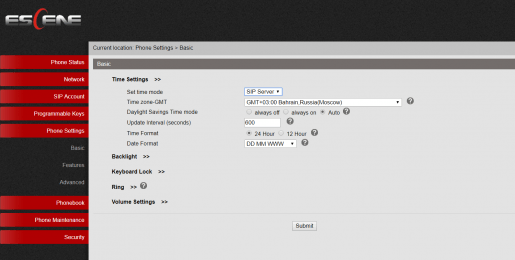 ESCENE
Current location: Phone Settings > Basic
Phone Status
Network
SIP Account
Programmable Keys
Phone Settings
Basic
Features
Advanced
Phonebook
Phone Maintenance
Security
Basic
Time Settings >>
Set time mode SIP Server
Time zone-GMT GMT+03:00 Bahrain,Russia(Moscow)
Daylight Savings Time mode always off always on Auto
Update Interval (seconds) 600
Time Format 24 Hour 12 Hour
Date Format DD MM WWW
Backlight >>
Keyboard Lock >>
Ring >>
Volume Settings >>
Submit